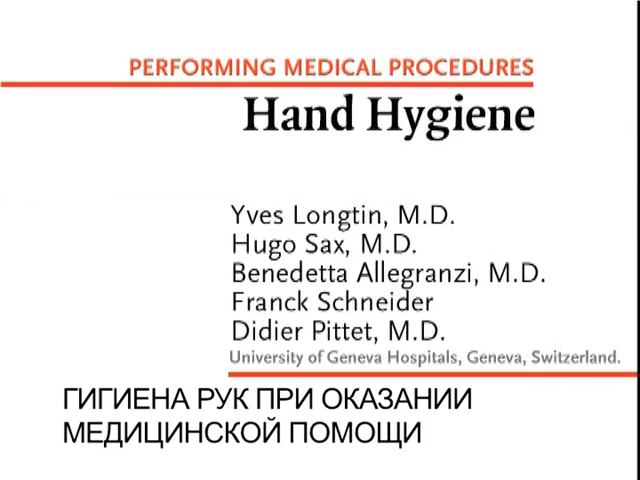 PERFORMING MEDICAL PROCEDURES
Hand Hygiene
Yves Longtin, M.D.
Hugo Sax, M.D.
Benedetta Allegranzi, M.D.
Franck Schneider
Didier Pittet, M.D.
University of Geneva Hospitals, Geneva, Switzerland.
ГИГИЕНА РУК ПРИ ОКАЗАНИИ
МЕДИЦИНСКОЙ ПОМОЩИ